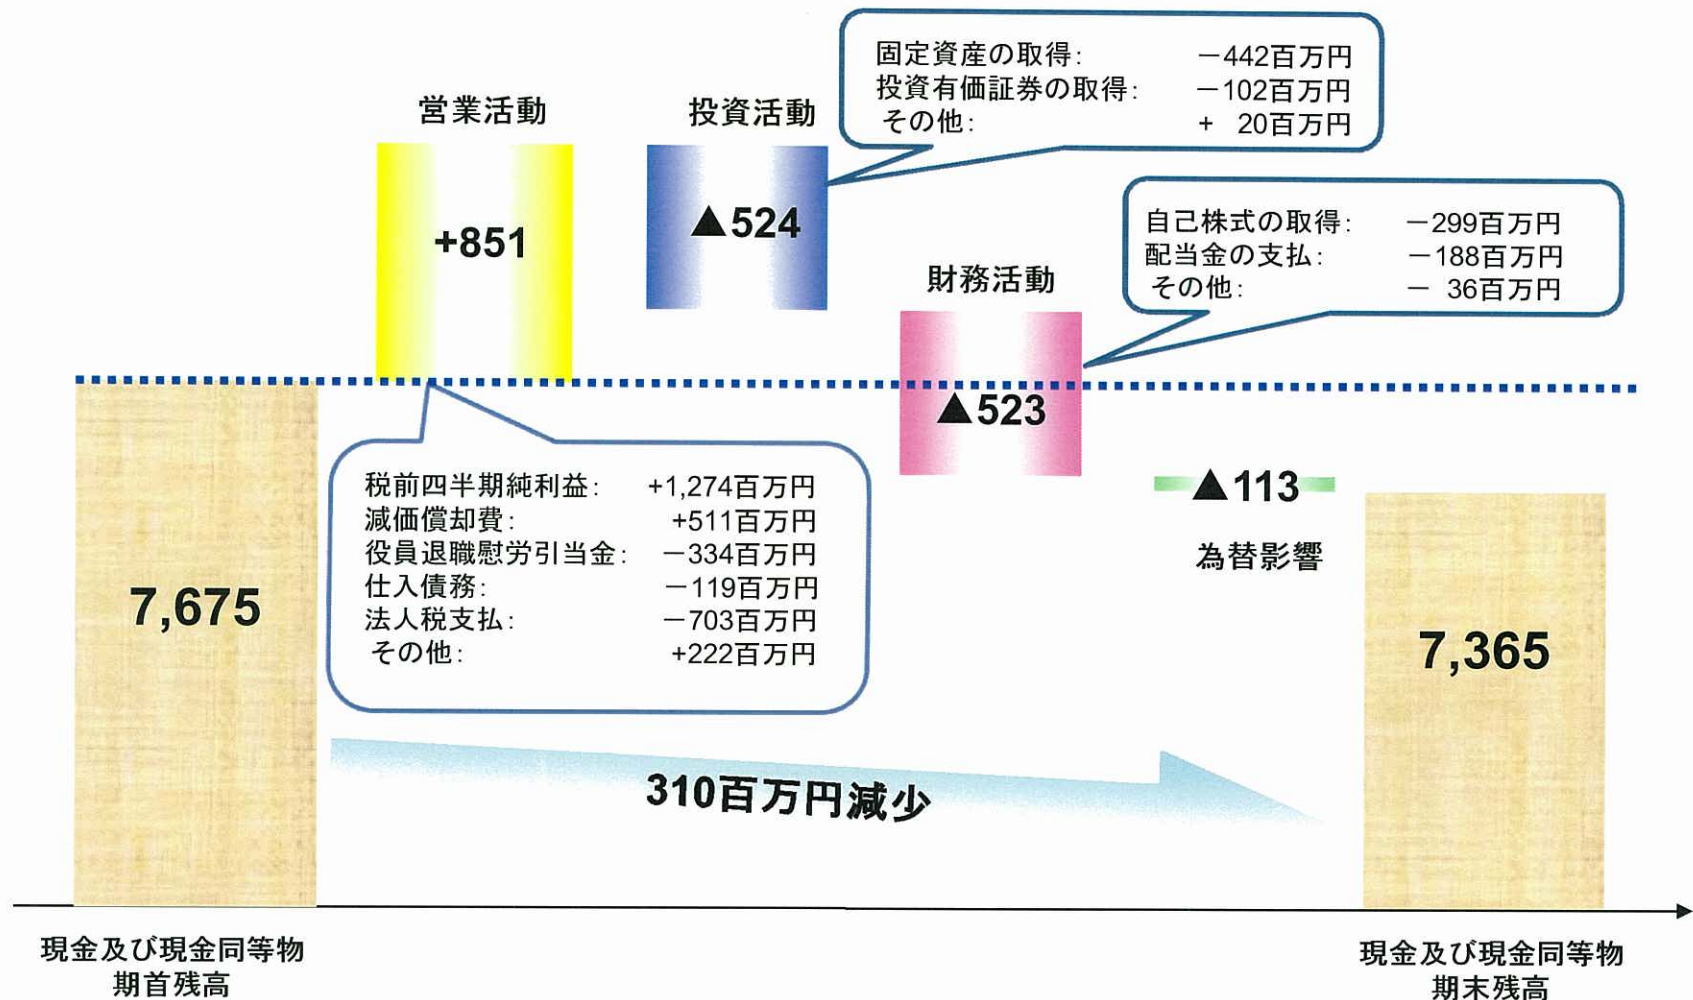 固定資産の取得: －442百万円
投資有価証券の取得: －102百万円
その他: + 20百万円
営業活動
投資活動
+851
▲524
自己株式の取得: －299百万円
配当金の支払: －188百万円
その他: － 36百万円
財務活動
▲523
税前四半期純利益: +1,274百万円
減価償却費: +511百万円
役員退職慰労引当金: －334百万円
仕入債務: －119百万円
法人税支払: －703百万円
その他: +222百万円
▲113
為替影響
7,675
7,365
310百万円減少
現金及び現金同等物
期首残高
現金及び現金同等物
期末残高